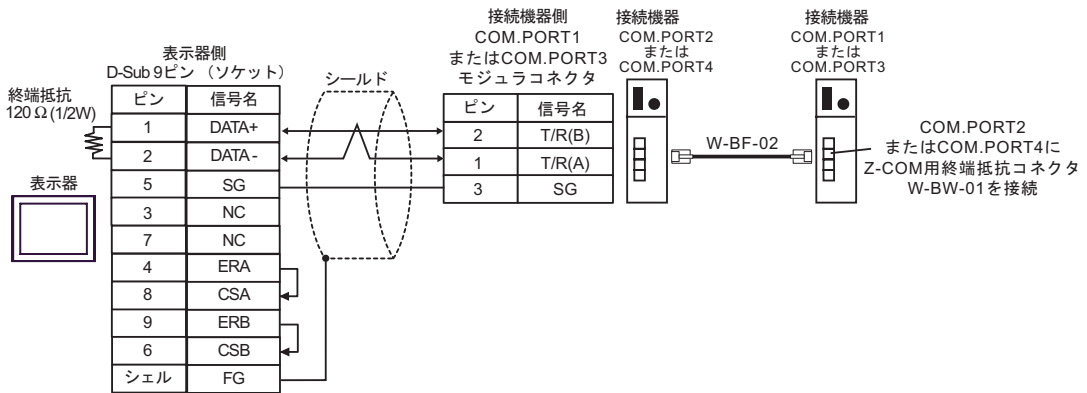 表示器側
D-Sub 9ピン （ソケット）
終端抵抗
120 Ω (1/2W)
表示器
ピン 信号名
1 DATA+
2 DATA-
5 SG
3 NC
7 NC
4 ERA
8 CSA
9 ERB
6 CSB
シェル FG
シールド
接続機器側
COM.PORT1
またはCOM.PORT3
モジュラコネクタ
ピン 信号名
2 T/R(B)
1 T/R(A)
3 SG
接続機器
COM.PORT2
または
COM.PORT4
W-BF-02
接続機器
COM.PORT1
または
COM.PORT3
COM.PORT2
またはCOM.PORT4に
Z-COM用終端抵抗コネクタ
W-BW-01を接続